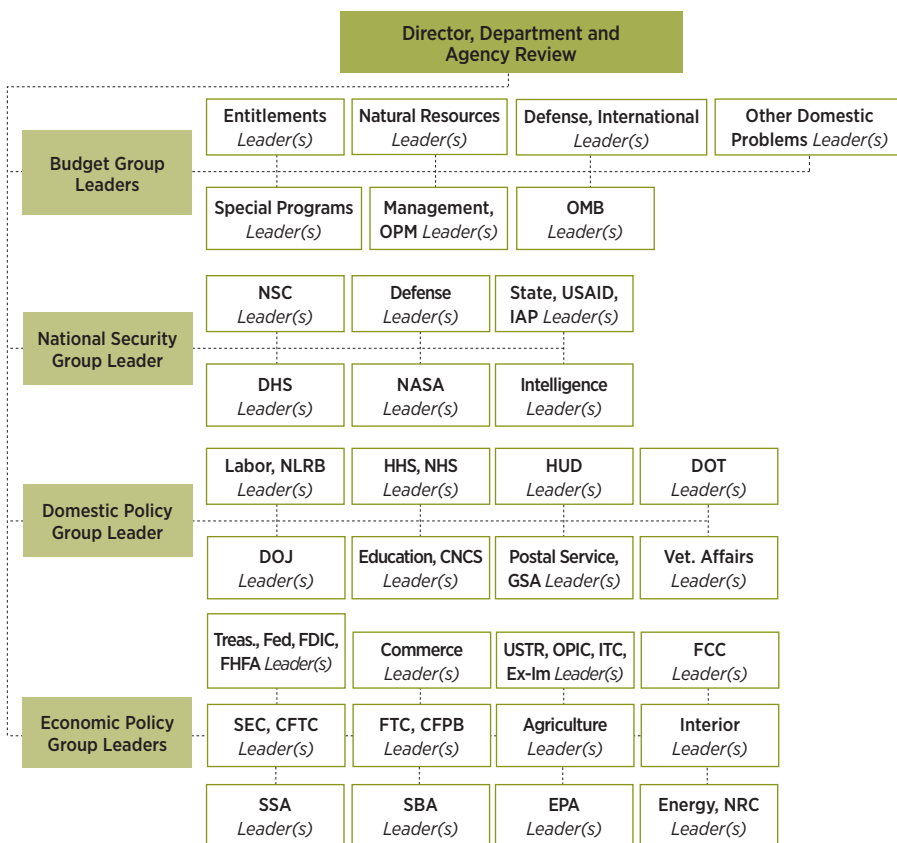 Director, Department and
Agency Review
Budget Group
Leaders
Entitlements
Leader(s)
Natural Resources
Leader(s)
Defense, International
Leader(s)
Other Domestic
Problems Leader(s)
Special Programs
Leader(s)
Management,
OPM Leader(s)
OMB
Leader(s)
National Security
Group Leader
NSC
Leader(s)
Defense
Leader(s)
State, USAID,
IAP Leader(s)
DHS
Leader(s)
NASA
Leader(s)
Intelligence
Leader(s)
Domestic Policy
Group Leader
Labor, NLRB
Leader(s)
HHS, NHS
Leader(s)
HUD
Leader(s)
DOT
Leader(s)
DOJ
Leader(s)
Education, CNCS
Leader(s)
Postal Service,
GSA Leader(s)
Vet. Affairs
Leader(s)
Economic Policy
Group Leaders
Treas., Fed, FDIC,
FHFA Leader(s)
Commerce
Leader(s)
USTR, OPIC, ITC,
Ex-Im Leader(s)
FCC
Leader(s)
SEC, CFTC
Leader(s)
FTC, CFPB
Leader(s)
Agriculture
Leader(s)
Interior
Leader(s)
SSA
Leader(s)
SBA
Leader(s)
EPA
Leader(s)
Energy, NRC
Leader(s)